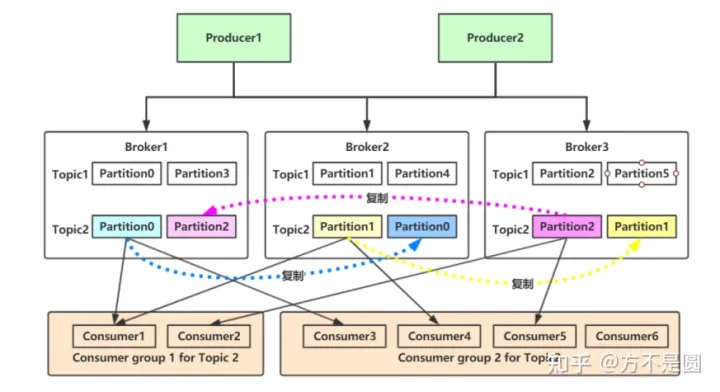 Producer1 Producer2
Broker1 Broker2 Broker3
Topic1 Partition0 Partition3 Topic1 Partition1 Partition4 Topic1 Partition2 Partition5
复制
Topic2 Partition0 Partition2 Topic2 Partition1 Partition0 Topic2 Partition2 Partition1
复制 复制
Consumer1 Consumer2 Consumer3 Consumer4 Consumer5 Consumer6
Consumer group 1 for Topic 2 Consumer group 2 for Topic
知乎 @方不是圆